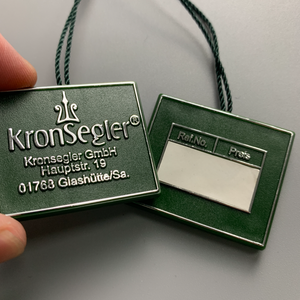 KronSegler®
Kronsegler GmbH
Hauptstr. 19
01768 Glashütte/Sa.
Ref.No. Preis